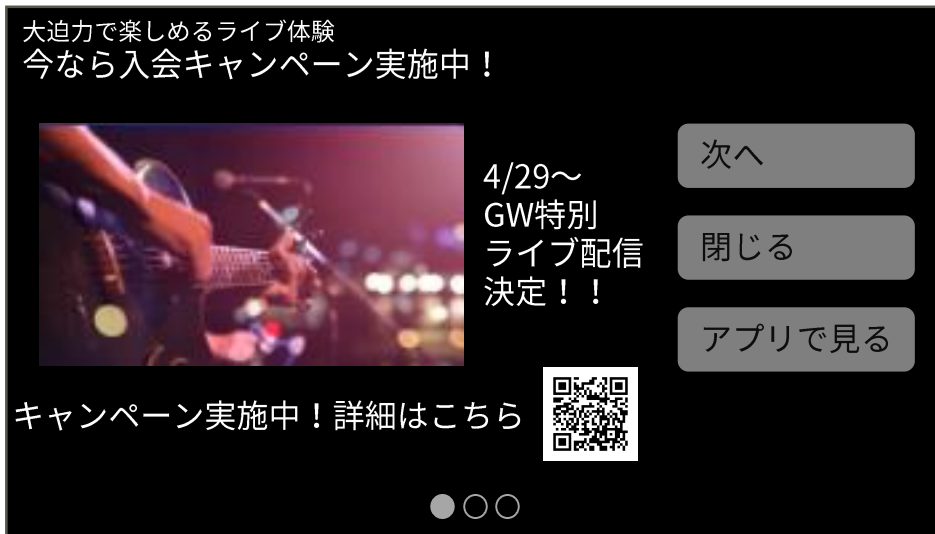 大迫力で楽しめるライブ体験
今なら入会キャンペーン実施中！
4/29～
GW特別
ライブ配信
決定！！
次へ
閉じる
アプリで見る
キャンペーン実施中！詳細はこちら